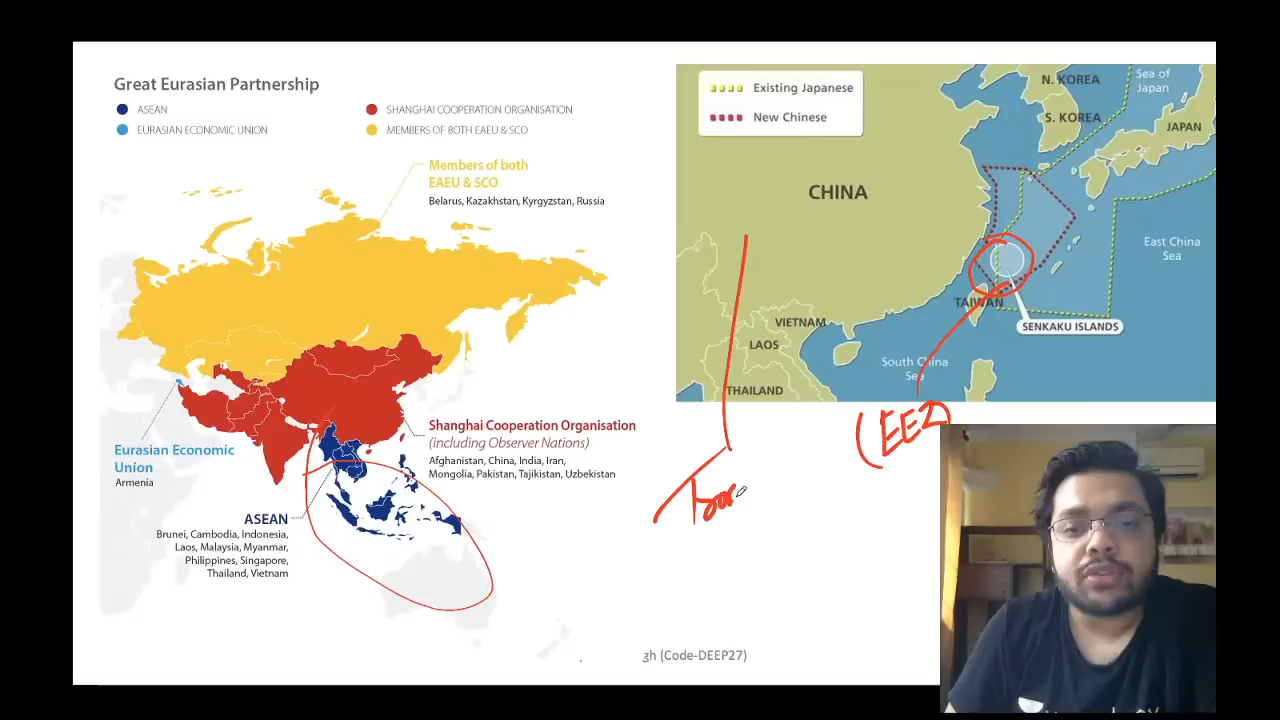 Great Eurasian Partnership
ASEAN
SHANGHAI COOPERATION ORGANISATION
EURASIAN ECONOMIC UNION
MEMBERS OF BOTH EAEU & SCO
Members of both
EAEU & SCO
Belarus, Kazakhstan, Kyrgyzstan, Russia
Eurasian Economic
Union
Armenia
Shanghai Cooperation Organisation
(including Observer Nations)
Afghanistan, China, India, Iran,
Mongolia, Pakistan, Tajikistan, Uzbekistan
ASEAN
Brunei, Cambodia, Indonesia,
Laos, Malaysia, Myanmar,
Philippines, Singapore,
Thailand, Vietnam
Existing Japanese
New Chinese
N. KOREA
Sea of
Japan
S. KOREA
JAPAN
CHINA
East China
Sea
TAIWAN
SENKAKU ISLANDS
VIETNAM
LAOS
South China
Sea
THAILAND
(EEZ)
gh (Code-DEEP27)